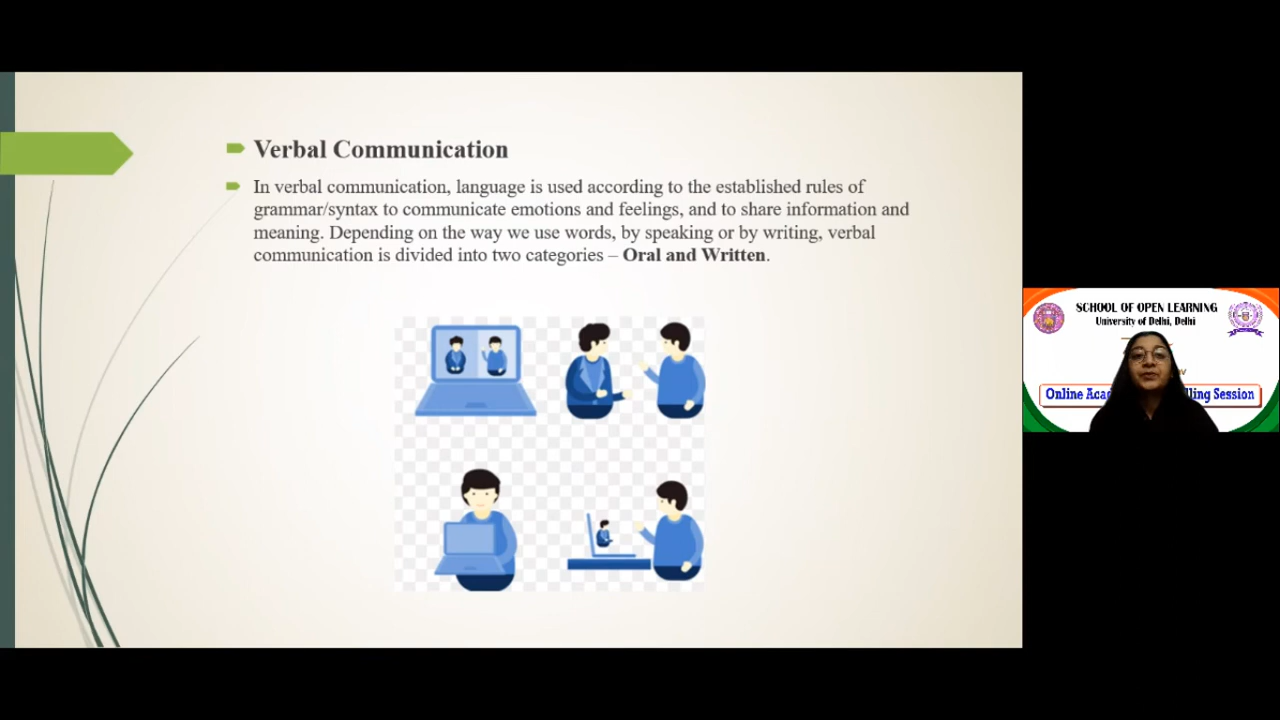 Verbal Communication
In verbal communication, language is used according to the established rules of
grammar/syntax to communicate emotions and feelings, and to share information and
meaning. Depending on the way we use words, by speaking or by writing, verbal
communication is divided into two categories – Oral and Written.
SCHOOL OF OPEN LEARNING
University of Delhi, Delhi
Online Session